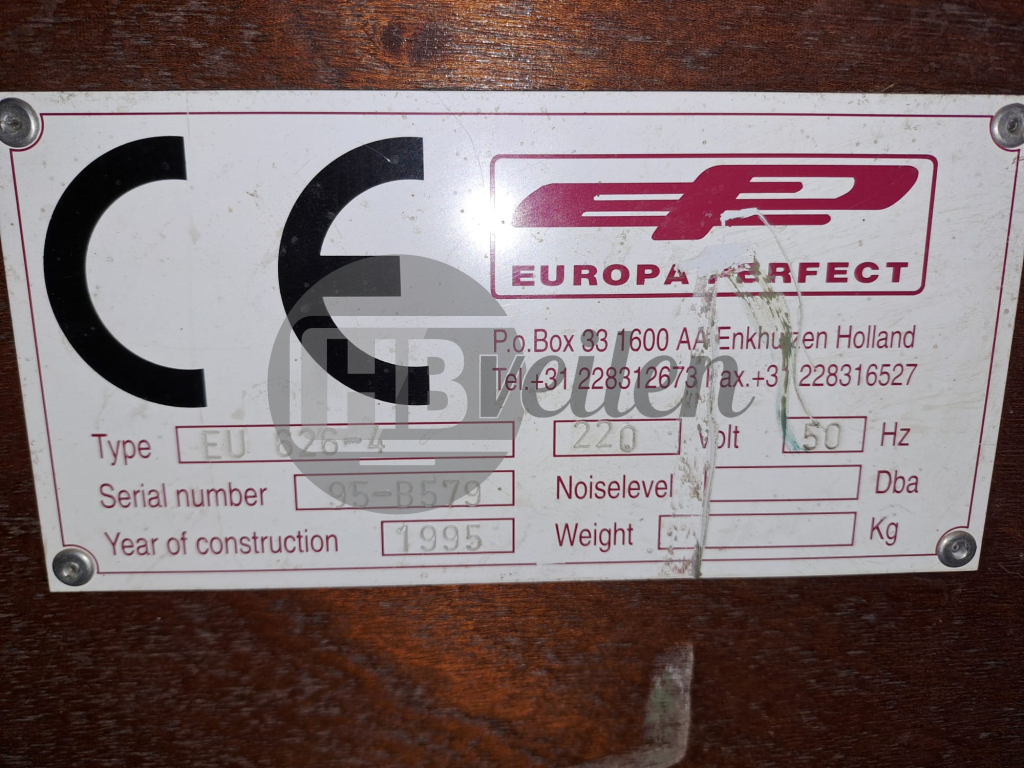 CE
EUROPA PERFECT
P.o.Box 33 1600 AA Enkhuizen Holland
Tel.+31 2283126731 Fax.+31 228316527
Type EU 626-4 220 Volt 50 Hz
Serial number 95-B579 Noiselevel Dba
Year of construction 1995 Weight Kg
HBveilen